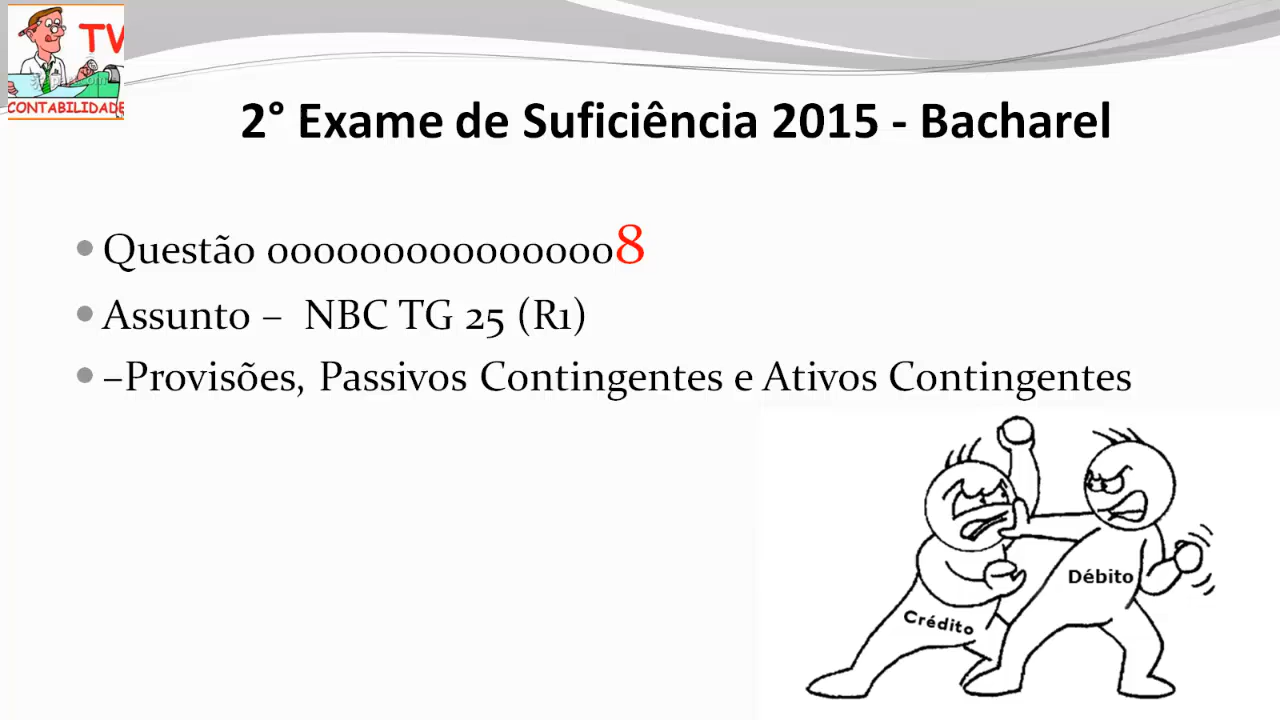 TV
CONTABILIDADE
2° Exame de Suficiência 2015 - Bacharel
Questão 0000000000000008
Assunto – NBC TG 25 (R1)
–Provisões, Passivos Contingentes e Ativos Contingentes
Débito
Crédito